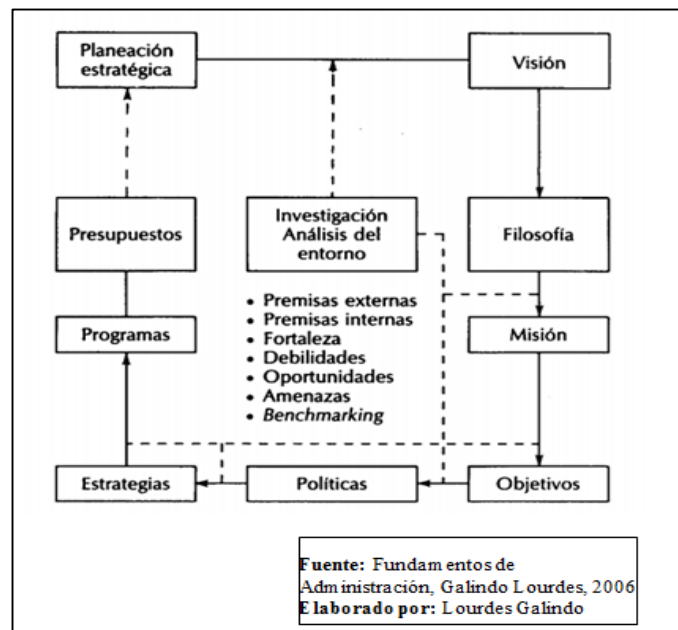 Planeación
estratégica
Visión
Presupuestos
Investigación
Análisis del
entorno
Filosofía
• Premisas externas
• Premisas internas
• Fortaleza
• Debilidades
• Oportunidades
• Amenazas
• Benchmarking
Programas
Misión
Estrategias
Políticas
Objetivos
Fuente: Fundamentos de
Administración, Galindo Lourdes, 2006
Elaborado por: Lourdes Galindo